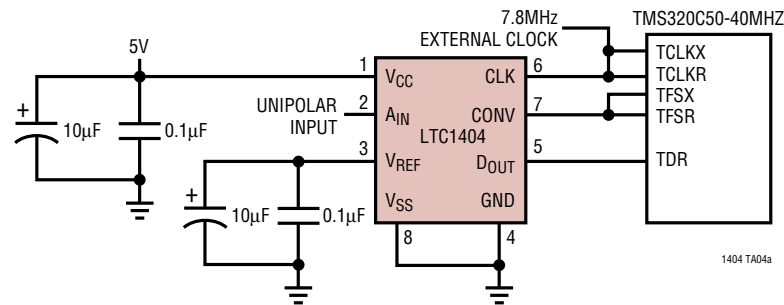 7.8MHz
EXTERNAL CLOCK
TMS320C50-40MHZ
5V
+
10µF
0.1µF
UNIPOLAR
INPUT
+
10µF
0.1µF
1
2
3
8
4
6
7
5
VCC
AIN
VREF
VSS
LTC1404
CLK
CONV
DOUT
GND
TCLKX
TCLKR
TFSX
TFSR
TDR
1404 TA04a